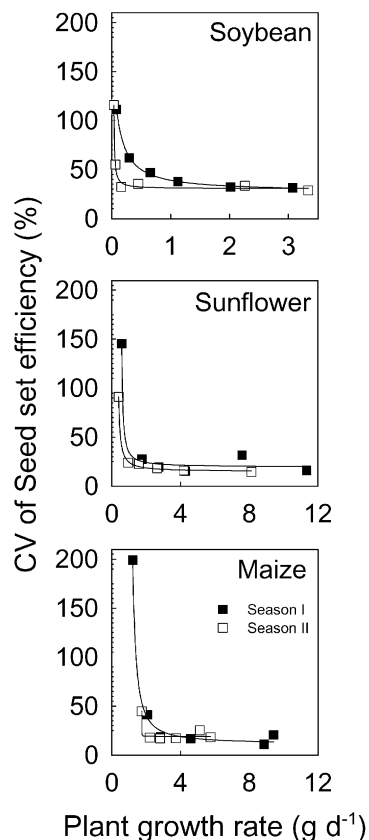 CV of Seed set efficiency (%)
200
Soybean
150
100
50
0
0 1 2 3
200
Sunflower
150
100
50
0
0 4 8 12
200
Maize
150
Season I
Season II
100
50
0
0 4 8 12
Plant growth rate (g d-1)